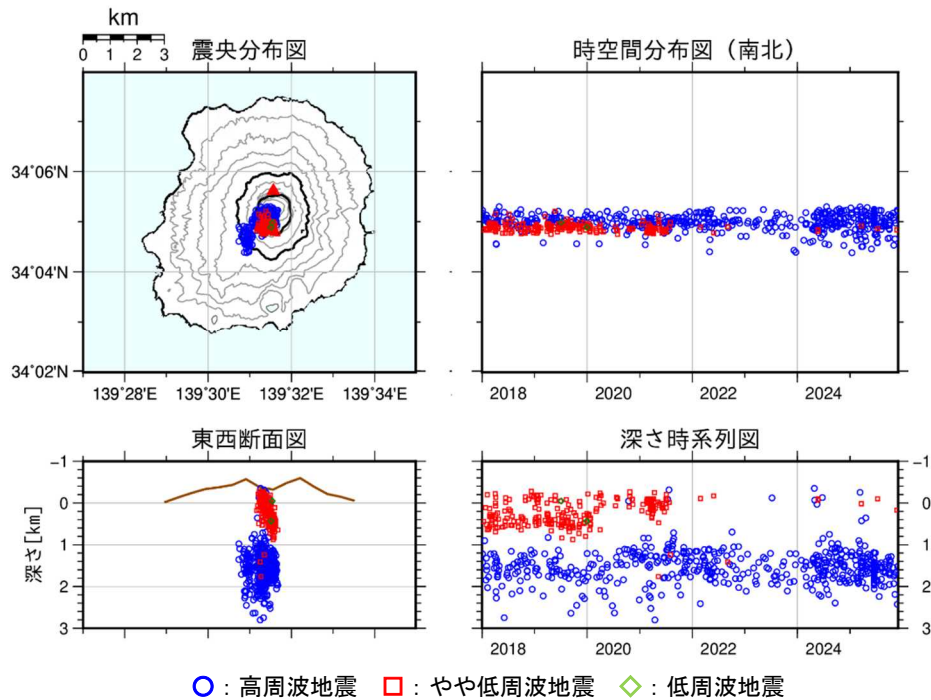 km
0 1 2 3
震央分布図
時空間分布図（南北）
34°06'N
34°04'N
34°02'N
139°28'E 139°30'E 139°32'E 139°34'E
2018 2020 2022 2024
東西断面図
深さ時系列図
−1
0
1
2
3
深さ[km]
−1
0
1
2
3
2018 2020 2022 2024
○：高周波地震 □：やや低周波地震 ◇：低周波地震